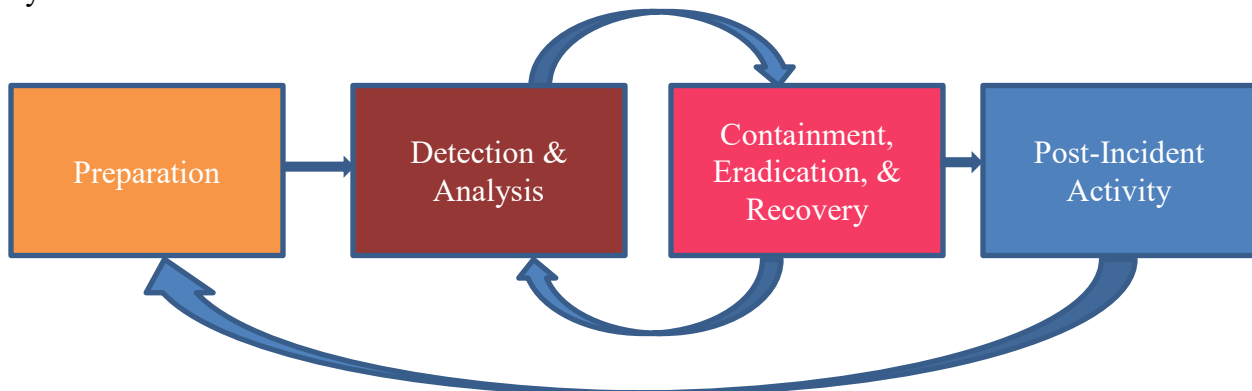 Preparation
Detection &
Analysis
Containment,
Eradication, &
Recovery
Post-Incident
Activity